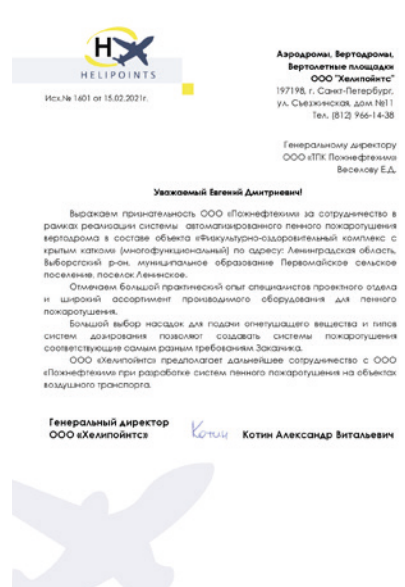 HX
HELIPOINTS
Исх.№ 1601 от 15.02.2021г.
Аэродромы, Вертодромы,
Вертолетные площадки
ООО "Хелипойнтс"
197198, г. Санкт-Петербург,
ул. Съезжинская, дом №11
Тел. (812) 966-14-38
Генеральному директору
ООО «ТПК Пожнефтехим»
Веселову Е.Д.
Уважаемый Евгений Дмитриевич!
Выражаем признательность ООО «Пожнефтехим» за сотрудничество в
рамках реализации системы автоматизированного пенного пожаротушения
вертодрома в составе объекта «Физкультурно-оздоровительный комплекс с
крытым катком» (многофункциональный) по адресу: Ленинградская область,
Выборгский р-он, муниципальное образование Первомайское сельское
поселение, поселок Ленинское.
Отмечаем большой практический опыт специалистов проектного отдела
и широкий ассортимент производимого оборудования для пенного
пожаротушения.
Большой выбор насадок для подачи огнетушащего вещества и типов
систем дозирования позволяют создавать системы пожаротушения
соответствующие самым разным требованиям Заказчика.
ООО «Хелипойнтс» предполагает дальнейшее сотрудничество с ООО
«Пожнефтехим» при разработке систем пенного пожаротушения на объектах
воздушного транспорта.
Генеральный директор
ООО «Хелипойнтс»
Котин
Котин Александр Витальевич